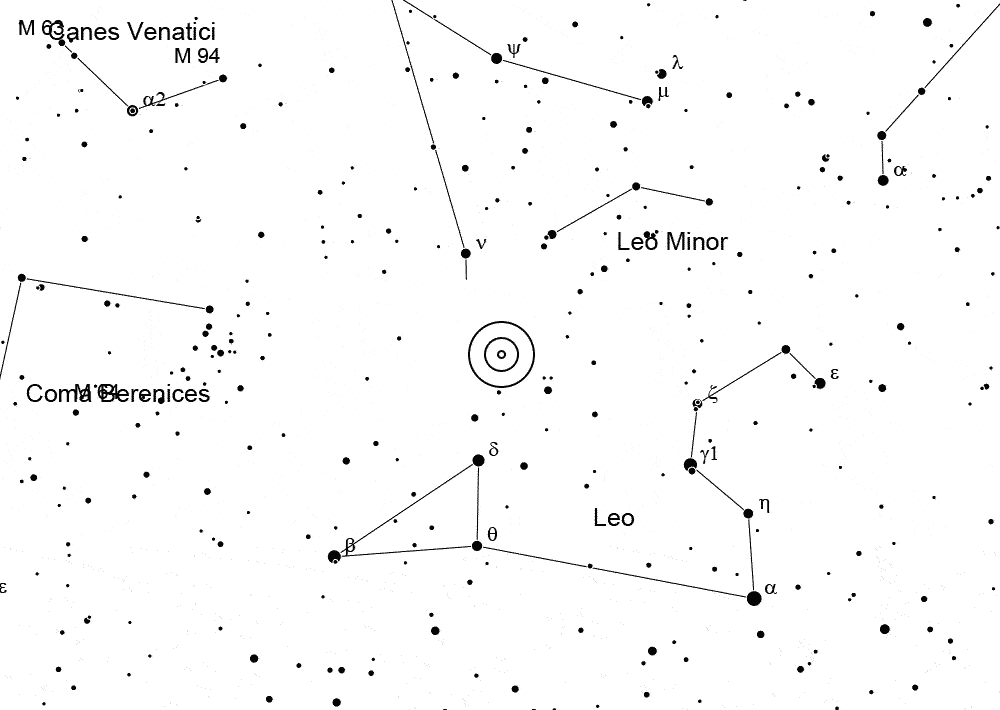 M 63
Canes Venatici
M 94
α2
ψ
λ
μ
α
ν
Leo Minor
ε
ζ
M 64
Coma Berenices
δ
γ1
η
Leo
θ
β
ε
α